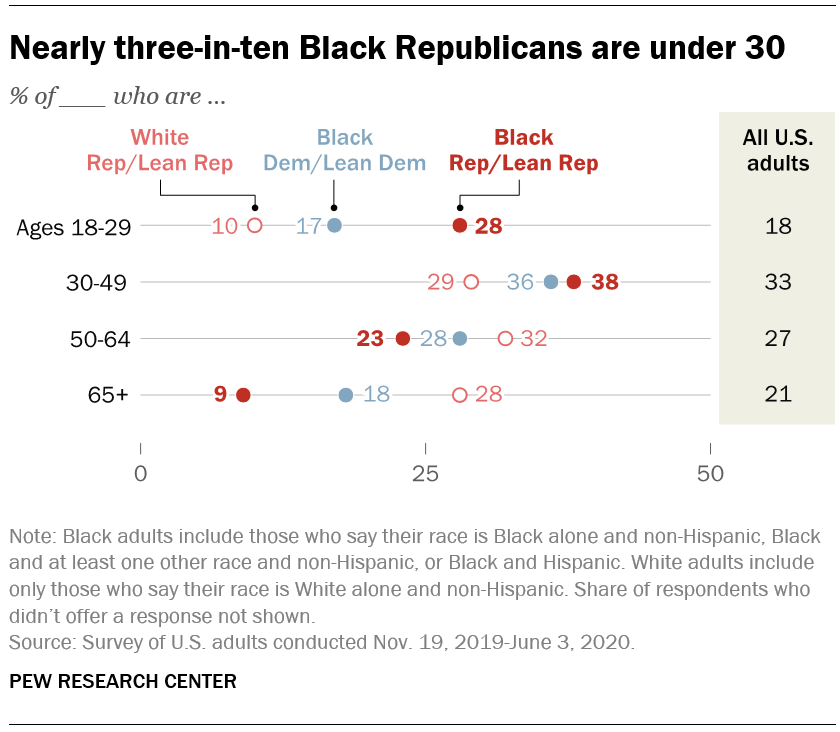 Nearly three-in-ten Black Republicans are under 30
% of ___ who are ...
White
Rep/Lean Rep
Black
Dem/Lean Dem
Black
Rep/Lean Rep
All U.S.
adults
Ages 18-29 10 17 28 18
30-49 29 36 38 33
50-64 23 28 32 27
65+ 9 18 28 21
0 25 50
Note: Black adults include those who say their race is Black alone and non-Hispanic, Black
and at least one other race and non-Hispanic, or Black and Hispanic. White adults include
only those who say their race is White alone and non-Hispanic. Share of respondents who
didn't offer a response not shown.
Source: Survey of U.S. adults conducted Nov. 19, 2019-June 3, 2020.
PEW RESEARCH CENTER